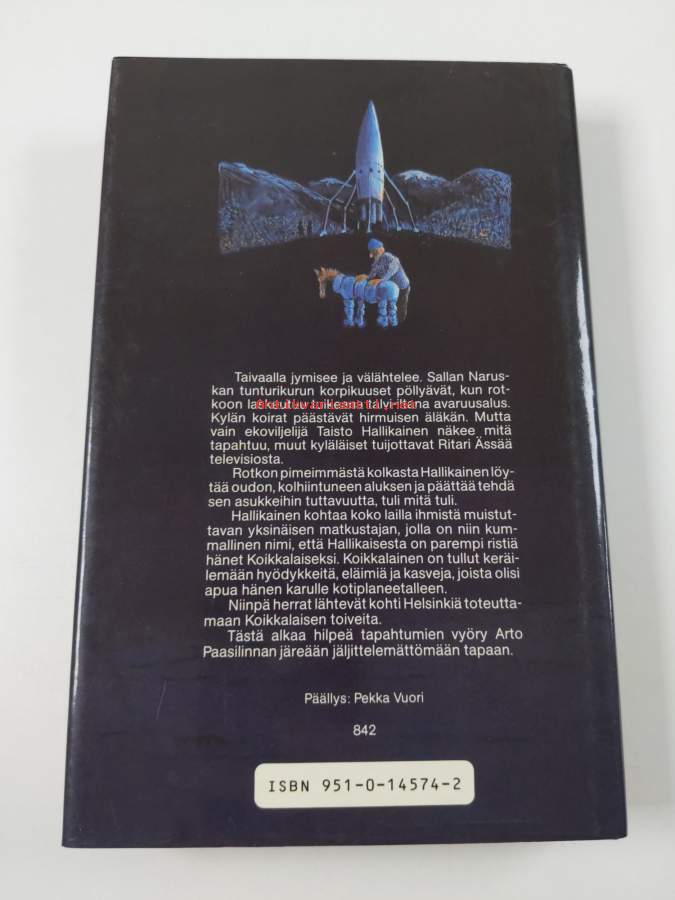 Taivaalla jymisee ja välähtelee. Sallan Narus-
kan tunturikurun korpikuuset pöllyävät, kun rot-
koon laskeutuu talvi-iltana avaruusalus.
Kylän koirat päästävät hirmuisen äläkän. Mutta
vain ekoviljelijä Taisto Hallikainen näkee mitä
tapahtuu, muut kyläläiset tuijottavat Ritari Ässää
televisiosta.
Rotkon pimeimmästä kolkasta Hallikainen löy-
tää oudon, kolhiintuneen aluksen ja päättää tehdä
sen asukkeihin tuttavuutta, tuli mitä tuli.
Hallikainen kohtaa koko lailla ihmistä muistut-
tavan yksinäisen matkustajan, jolla on niin kum-
mallinen nimi, että Hallikaisesta on parempi ristiä
hänet Koikkalaiseksi. Koikkalainen on tullut keräi-
lemään hyödykkeitä, eläimiä ja kasveja, joista olisi
apua hänen karulle kotiplaneetalleen.
Niinpä herrat lähtevät kohti Helsinkiä toteutta-
maan Koikkalaisen toiveita.
Tästä alkaa hilpeä tapahtumien vyöry Arto
Paasilinnan järeään jäljittelemättömään tapaan.
Päällys: Pekka Vuori
842
ISBN 951-0-14574-2